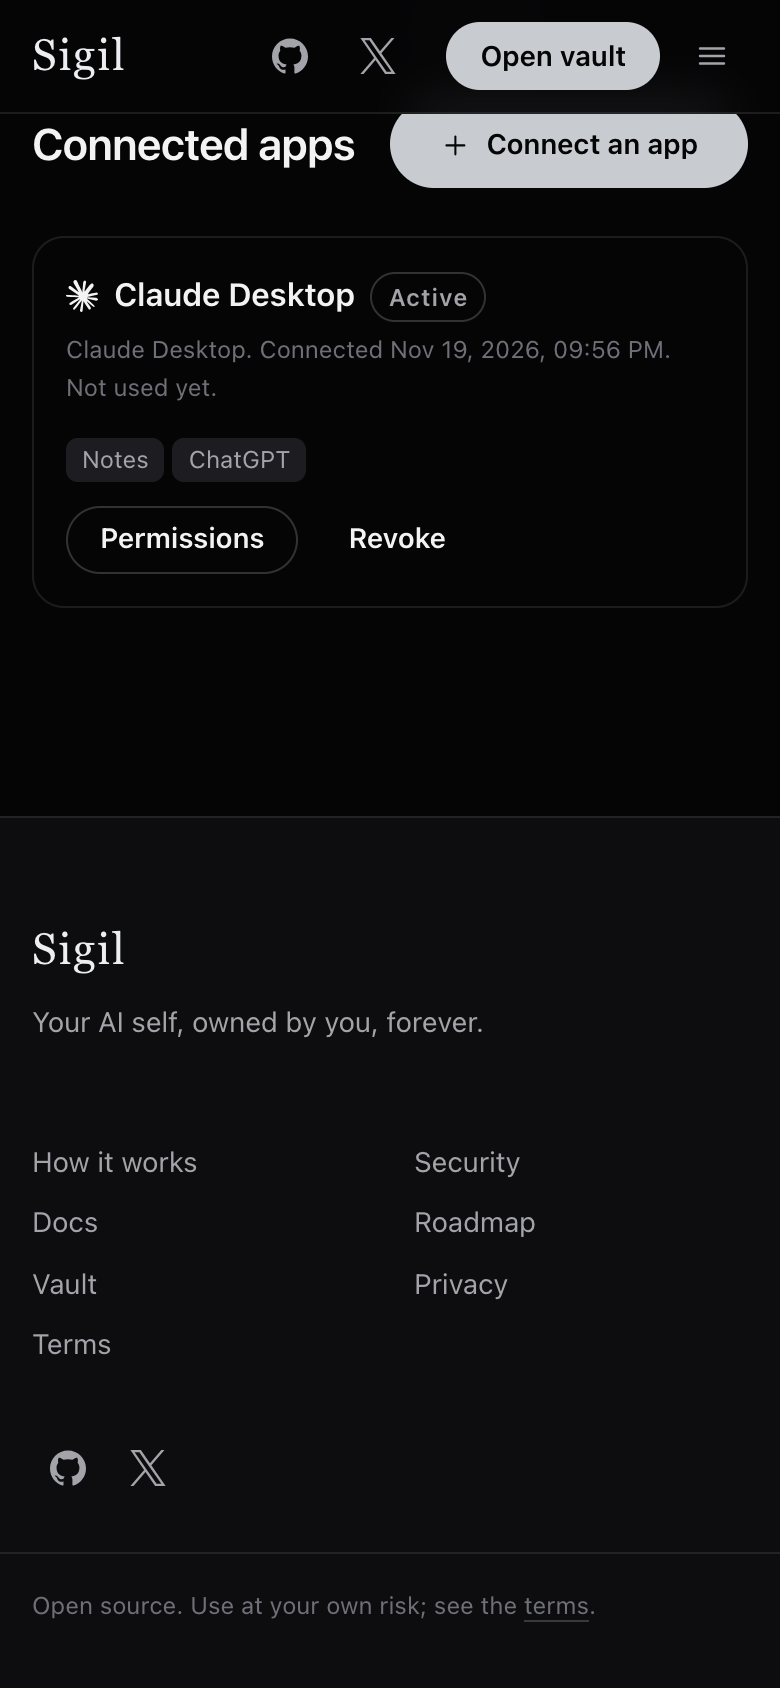 Sigil
Open vault
Connected apps
Connect an app
Claude Desktop
Active
Claude Desktop. Connected Nov 19, 2026, 09:56 PM.
Not used yet.
Notes
ChatGPT
Permissions
Revoke
Sigil
Your AI self, owned by you, forever.
How it works
Security
Docs
Roadmap
Vault
Privacy
Terms
Open source. Use at your own risk; see the terms.